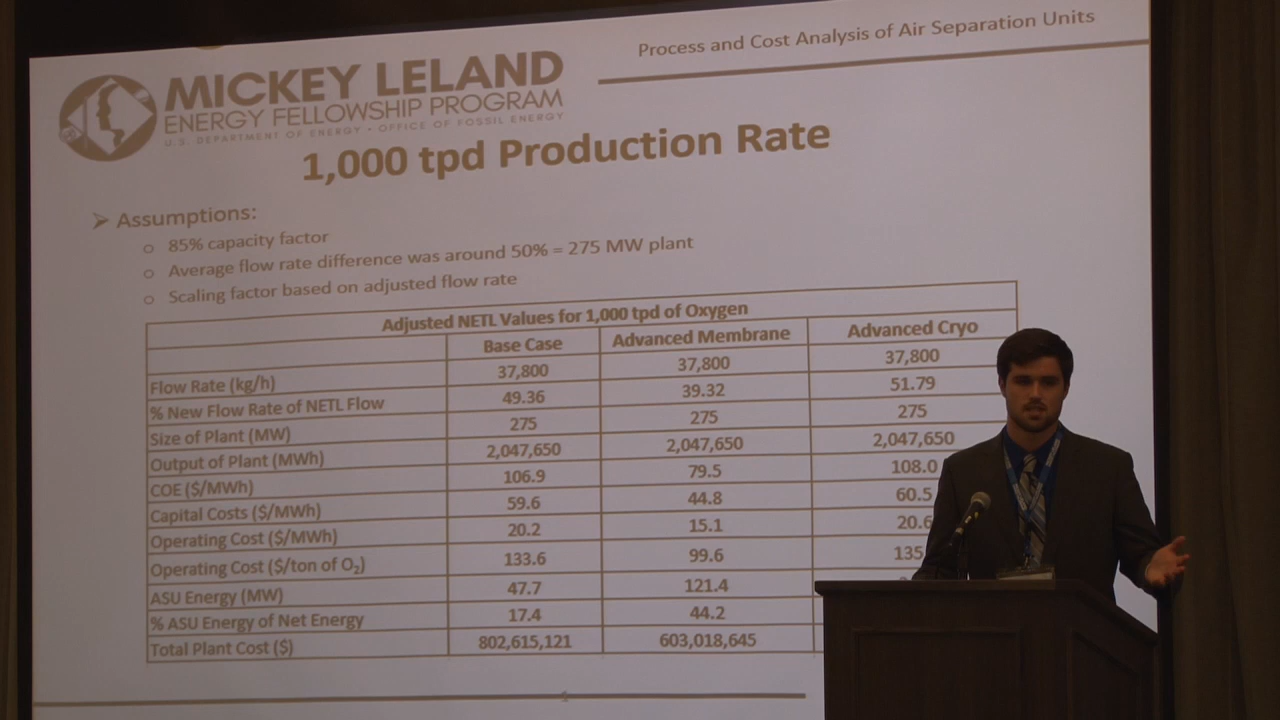 Process and Cost Analysis of Air Separation Units
MICKEY LELAND
ENERGY FELLOWSHIP PROGRAM
U.S. DEPARTMENT OF ENERGY • OFFICE OF FOSSIL ENERGY
1,000 tpd Production Rate
➢ Assumptions:
o 85% capacity factor
o Average flow rate difference was around 50% = 275 MW plant
o Scaling factor based on adjusted flow rate
Adjusted NETL Values for 1,000 tpd of Oxygen
Base Case Advanced Membrane Advanced Cryo
Flow Rate (kg/h) 37,800 37,800 37,800
% New Flow Rate of NETL Flow 49.36 39.32 51.79
Size of Plant (MW) 275 275 275
Output of Plant (MWh) 2,047,650 2,047,650 2,047,650
COE ($/MWh) 106.9 79.5 108.0
Capital Costs ($/MWh) 59.6 44.8 60.5
Operating Cost ($/MWh) 20.2 15.1 20.6
Operating Cost ($/ton of O₂) 133.6 99.6 135
ASU Energy (MW) 47.7 121.4
% ASU Energy of Net Energy 17.4 44.2
Total Plant Cost ($) 802,615,121 603,018,645